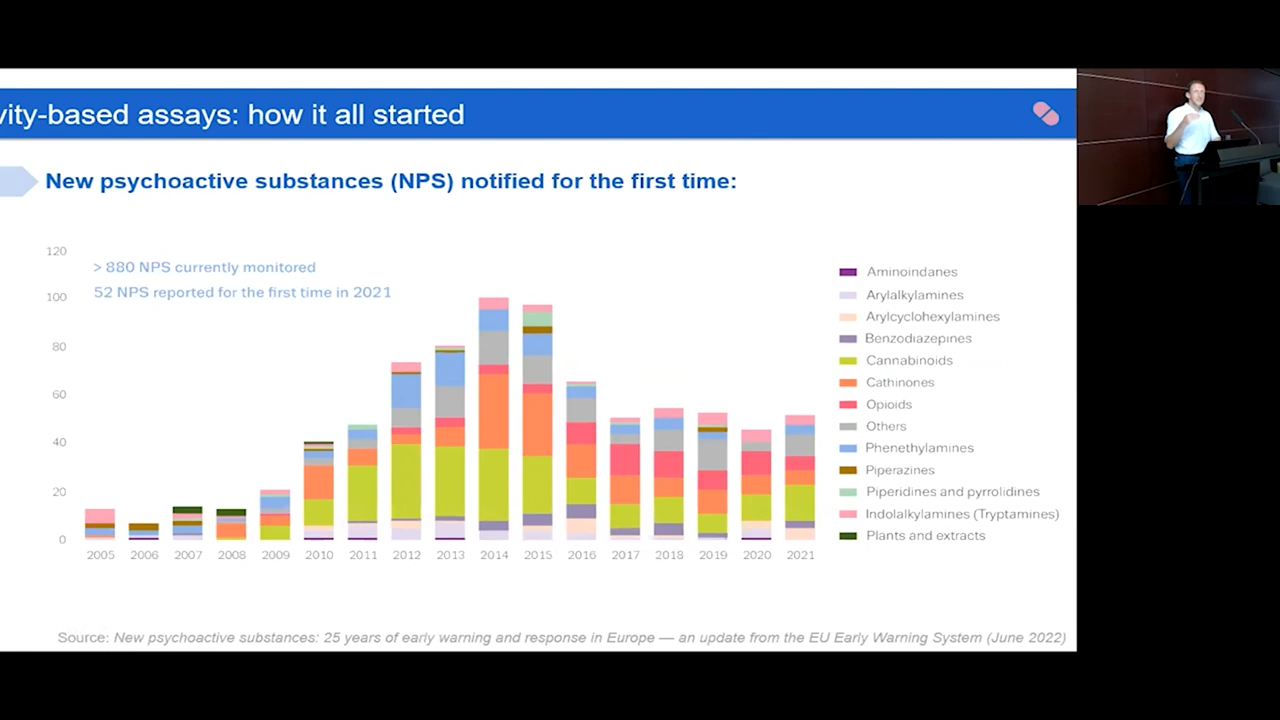 vity-based assays: how it all started
New psychoactive substances (NPS) notified for the first time:
120
> 880 NPS currently monitored
52 NPS reported for the first time in 2021
100
80
60
40
20
0
2005 2006 2007 2008 2009 2010 2011 2012 2013 2014 2015 2016 2017 2018 2019 2020 2021
Aminoindanes
Arylalkylamines
Arylcyclohexylamines
Benzodiazepines
Cannabinoids
Cathinones
Opioids
Others
Phenethylamines
Piperazines
Piperidines and pyrrolidines
Indolalkylamines (Tryptamines)
Plants and extracts
Source: New psychoactive substances: 25 years of early warning and response in Europe — an update from the EU Early Warning System (June 2022)